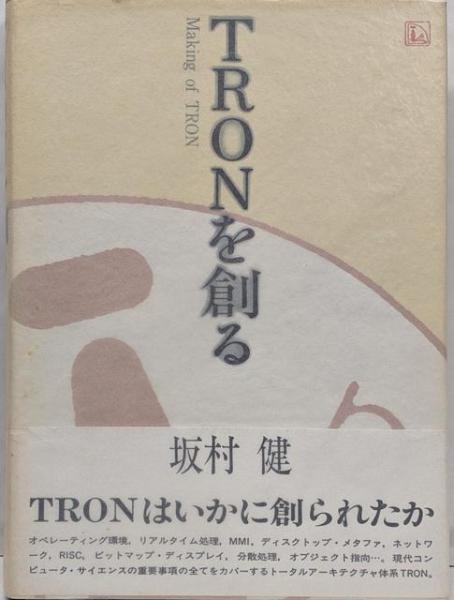 TRONを創る
Making of TRON
坂村 健
TRONはいかに創られたか
オペレーティング環境，リアルタイム処理，MMI，ディスクトップ・メタファ，ネットワ
ーク，RISC，ビットマップ・ディスプレイ，分散処理，オブジェクト指向…。現代コン
ピュータ・サイエンスの重要事項の全てをカバーするトータルアーキテクチャ体系TRON。